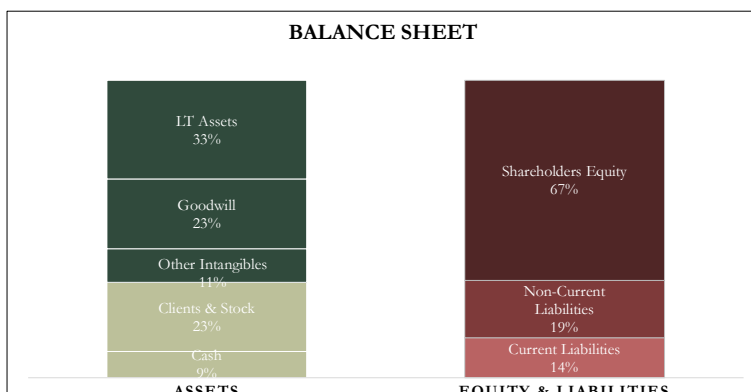 BALANCE SHEET
LT Assets
33%
Goodwill
23%
Other Intangibles
11%
Clients & Stock
23%
Cash
9%
ASSETS
Shareholders Equity
67%
Non-Current
Liabilities
19%
Current Liabilities
14%
EQUITY & LIABILITIES